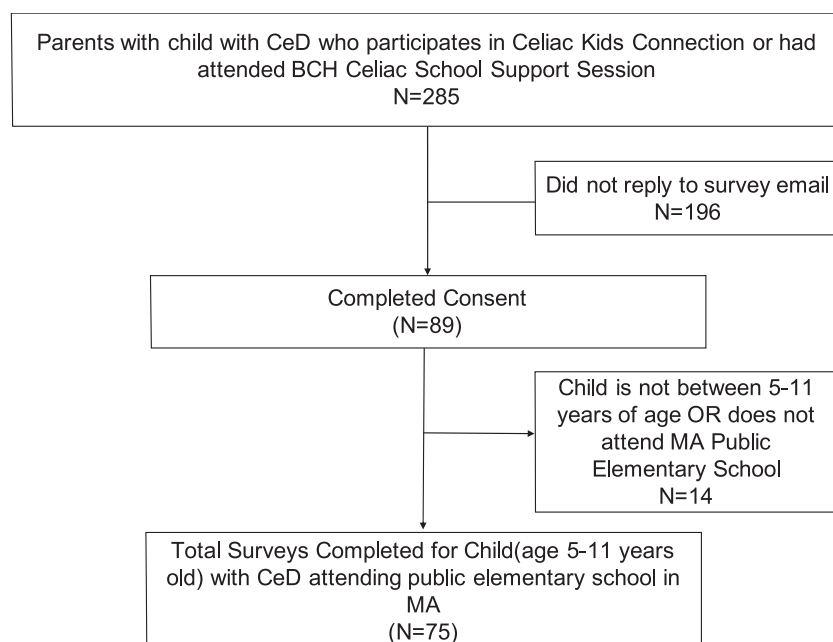 Parents with child with CeD who participates in Celiac Kids Connection or had
attended BCH Celiac School Support Session
N=285
Did not reply to survey email
N=196
Completed Consent
(N=89)
Child is not between 5-11
years of age OR does not
attend MA Public
Elementary School
N=14
Total Surveys Completed for Child(age 5-11 years
old) with CeD attending public elementary school in
MA
(N=75)